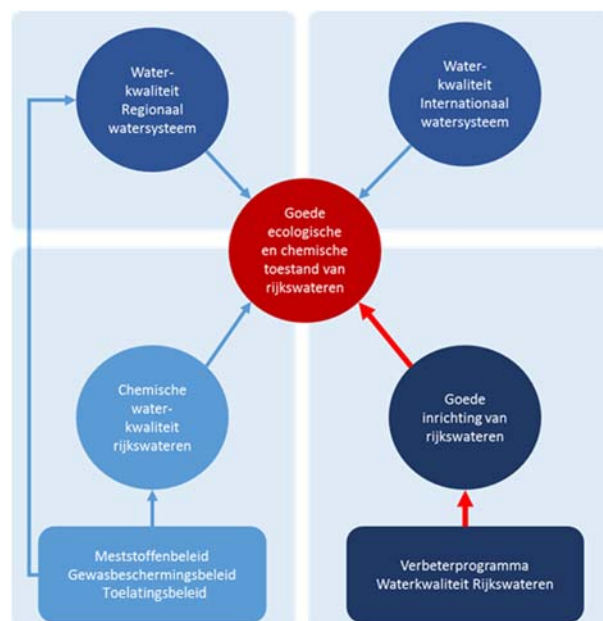 Water-
kwaliteit
Regionaal
watersysteem
Water-
kwaliteit
Internationaal
watersysteem
Goede
ecologische
en chemische
toestand van
rijkswateren
Chemische
water-
kwaliteit
rijkswateren
Goede
inrichting van
rijkswateren
Meststoffenbeleid
Gewasbeschermingsbeleid
Toelatingsbeleid
Verbeterprogramma
Waterkwaliteit Rijkswateren